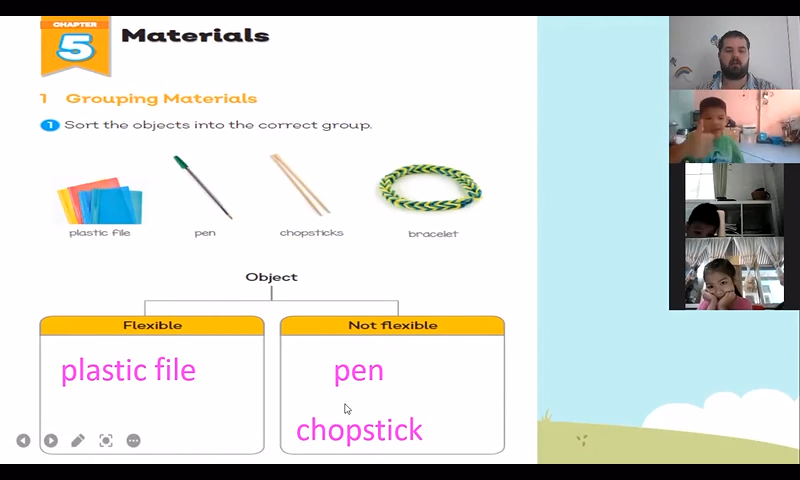 CHAPTER
5
Materials
1 Grouping Materials
1 Sort the objects into the correct group.
plastic file
pen
chopsticks
bracelet
Object
Flexible
Not flexible
plastic file
pen
chopstick